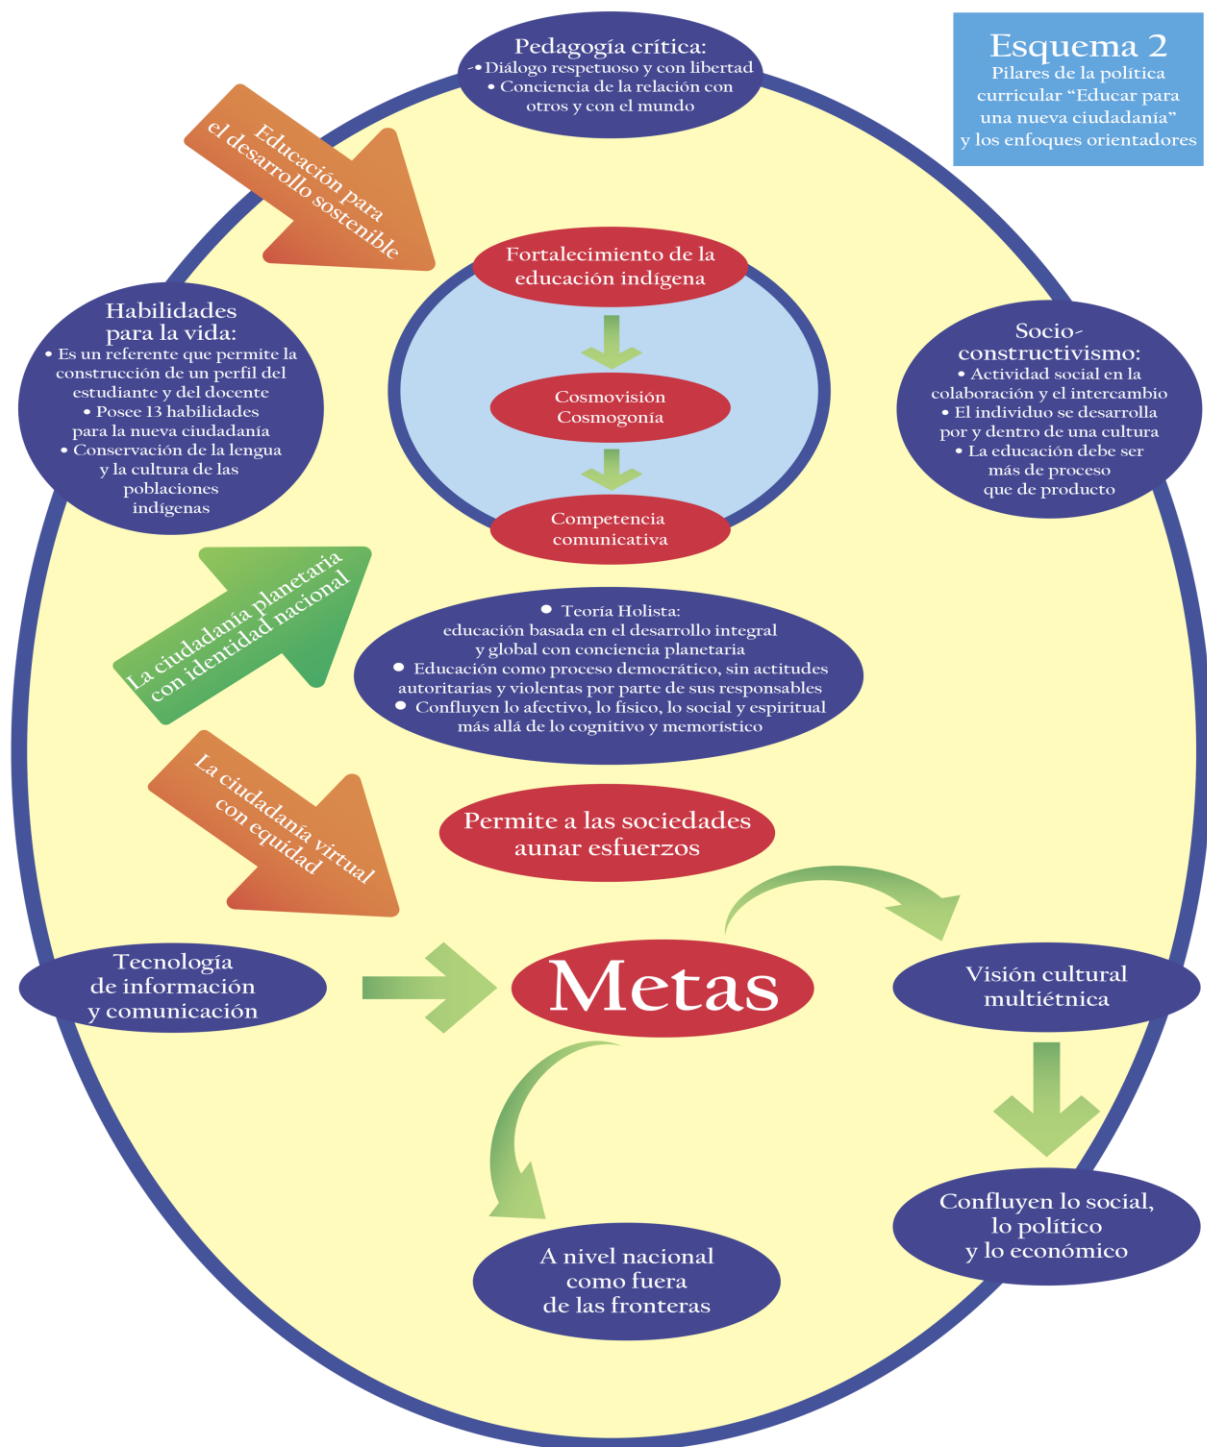 Esquema 2
Pilares de la política
curricular “Educar para
una nueva ciudadanía”
y los enfoques orientadores
Pedagogía crítica:
-• Diálogo respetuoso y con libertad
• Conciencia de la relación con
otros y con el mundo
Educación para
el desarrollo sostenible
Fortalecimiento de la
educación indígena
Cosmovisión
Cosmogonía
Competencia
comunicativa
Habilidades
para la vida:
• Es un referente que permite la
construcción de un perfil del
estudiante y del docente
• Posee 13 habilidades
para la nueva ciudadanía
• Conservación de la lengua
y la cultura de las
poblaciones
indígenas
Socio-
constructivismo:
• Actividad social en la
colaboración y el intercambio
• El individuo se desarrolla
por y dentro de una cultura
• La educación debe ser
más de proceso
que de producto
La ciudadanía planetaria
con identidad nacional
• Teoría Holista:
educación basada en el desarrollo integral
y global con conciencia planetaria
• Educación como proceso democrático, sin actitudes
autoritarias y violentas por parte de sus responsables
• Confluyen lo afectivo, lo físico, lo social y espiritual
más allá de lo cognitivo y memorístico
La ciudadanía virtual
con equidad
Permite a las sociedades
aunar esfuerzos
Tecnología
de información
y comunicación
Metas
Visión cultural
multiétnica
Confluyen lo social,
lo político
y lo económico
A nivel nacional
como fuera
de las fronteras